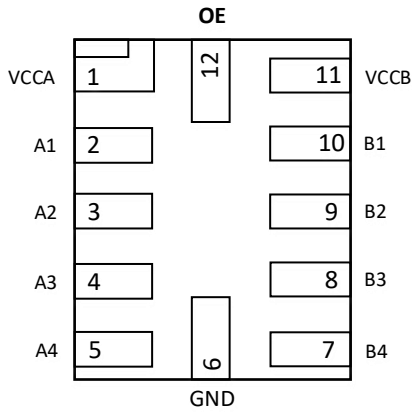 OE
VCCA 1 12 11 VCCB
A1 2 10 B1
A2 3 9 B2
A3 4 8 B3
A4 5 6 7 B4
GND